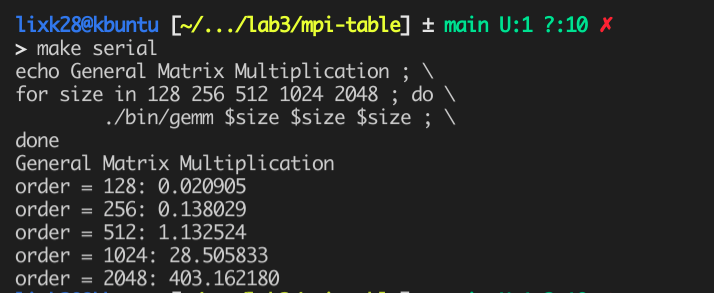 lixk28@kbuntu [~/.../lab3/mpi-table] ± main U:1 ?:10 ✗
> make serial
echo General Matrix Multiplication ; \
for size in 128 256 512 1024 2048 ; do \
        ./bin/gemm $size $size $size ; \
done
General Matrix Multiplication
order = 128: 0.020905
order = 256: 0.138029
order = 512: 1.132524
order = 1024: 28.505833
order = 2048: 403.162180